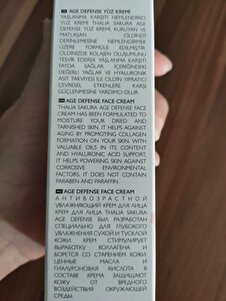 AGE DEFENSE YÜZ KREMİ
YAŞLANMA KARŞITI NEMLENDİRİCİ
YÜZ KREMİ THALIA SAKURA AGE
DEFENSE YÜZ KREMİ, KURUYAN VE
MATLAŞAN CİLDİNİZİ
DERİNLEMESİNE NEMLENDİRMEK
ÜZERE FORMÜLE EDİLMİŞTİR.
CİLDİNİZDE KOLAJEN OLUŞUMUNU
TEŞVİK EDEREK YAŞLANMA KARŞITI
FAYDA SAĞLAR. İÇERİĞİNDEKİ
DEĞERLİ YAĞLAR VE HYALURONİK
ASİT TAKVİYESİ İLE CİLDİN YIPRATICI
ÇEVRESEL ETKENLERE KARŞI
GÜÇLENMESİNE YARDIMCI OLUR.
AGE DEFENSE FACE CREAM
THALIA SAKURA AGE DEFENSE FACE
CREAM HAS BEEN FORMULATED TO
MOISTURE YOUR DRIED AND
TARNISHED SKIN. IT HELPS AGAINST
AGING BY PROMOTING COLLAGEN
FORMATION ON YOUR SKIN. WITH
VALUABLE OILS IN ITS CONTENT
AND HYALURONIC ACID SUPPORT,
IT HELPS POWERING SKIN AGAINST
CORROSIVE ENVIRONMENTAL
FACTORS. IT DOES NOT CONTAIN
PARABEN AND PARAFFIN.
AGE DEFENSE FACE CREAM
АНТИВОЗРАСТНОЙ
УВЛАЖНЯЮЩИЙ КРЕМ ДЛЯ ЛИЦА
КРЕМ ДЛЯ ЛИЦА THALIA SAKURA
AGE DEFENSE БЫЛ РАЗРАБОТАН
СПЕЦИАЛЬНО ДЛЯ ГЛУБОКОГО
УВЛАЖНЕНИЯ СУХОЙ И ТУСКЛОЙ
КОЖИ. КРЕМ СТИМУЛИРУЕТ
ВЫРАБОТКУ КОЛЛАГЕНА И
БОРЕТСЯ СО СТАРЕНИЕМ КОЖИ.
ЦЕННЫЕ МАСЛА И
ГИАЛУРОНОВАЯ КИСЛОТА В
СОСТАВЕ КРЕМА ЗАЩИЩАЮТ
КОЖУ ОТ ВРЕДНОГО
ВОЗДЕЙСТВИЯ ОКРУЖАЮЩЕЙ
СРЕДЫ.